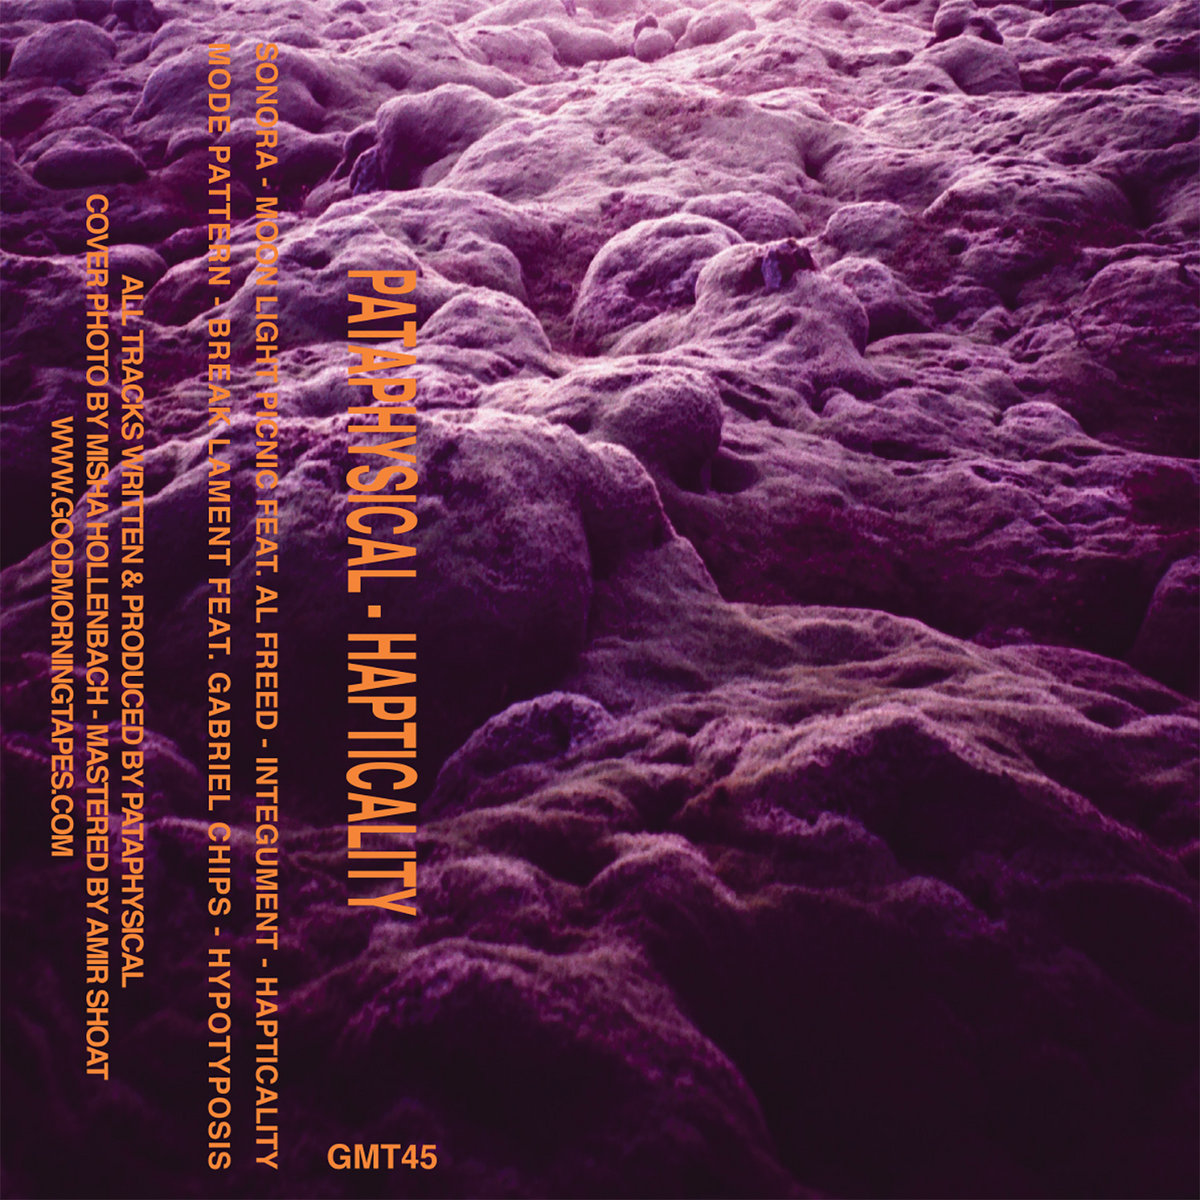 PATAPHYSICAL · HAPTICALITY
SONORA - MOON LIGHT PICNIC FEAT. AL FREED - INTEGUMENT - HAPTICALITY
MODE PATTERN - BREAK LAMENT FEAT. GABRIEL CHIPS - HYPOTYPOSIS
ALL TRACKS WRITTEN & PRODUCED BY PATAPHYSICAL
COVER PHOTO BY MISHA HOLLENBACH - MASTERED BY AMIR SHOAT
WWW.GOODMORNINGTAPES.COM
GMT45